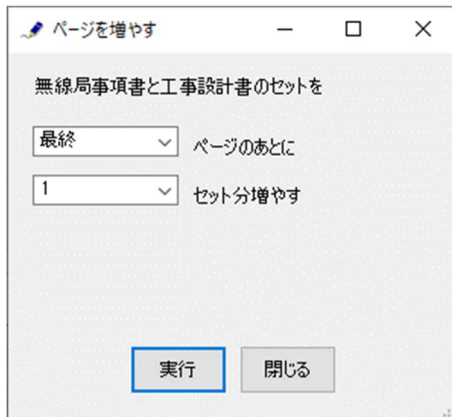 ページを増やす
無線局事項書と工事設計書のセットを
最終 ページのあとに
1 セット分増やす
実行 閉じる